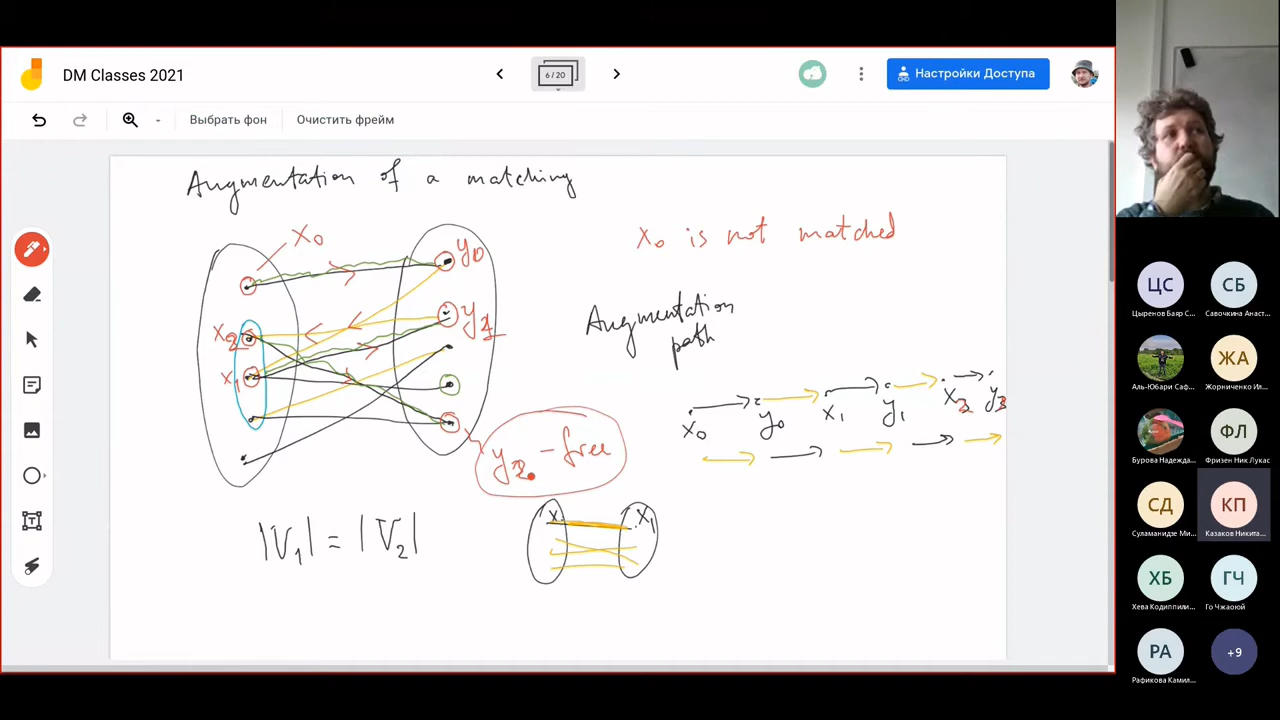 DM Classes 2021
6 / 20
Настройки Доступа
Выбрать фон
Очистить фрейм
Augmentation of a matching
x0
y0
x0 is not matched
x2
y1
x1
Augmentation
path
x0 y0 x1 y1 x3 y3
- free
|V1| = |V2|
x1
ЦС
СБ
Цыренов Баяр С...
Савочкина Анаст...
ЖА
Аль-Юбари Саф...
Жорниченко Ил...
ФЛ
Бурова Надежда...
Фризен Ник Лукас
СД
КП
Суламанидзе Ми...
Казаков Никита...
ХБ
ГЧ
Хева Кодиппили...
Го Чжаоюй
РА
+9
Рафикова Камил...